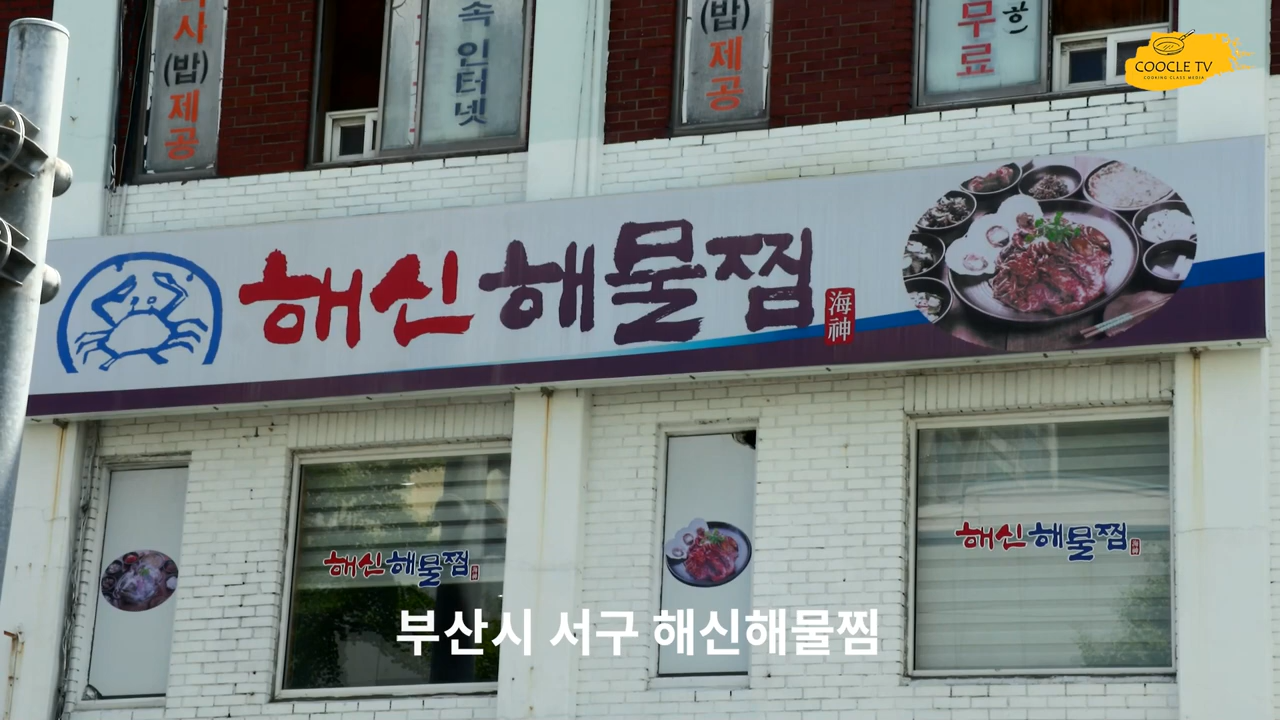 사(밥)제공
속인터넷
(밥)제공
무료
COOCLE TV
COOKING CLASS MEDIA
해신 해물찜
海神
해신해물찜
해신해물찜
부산시 서구 해신해물찜